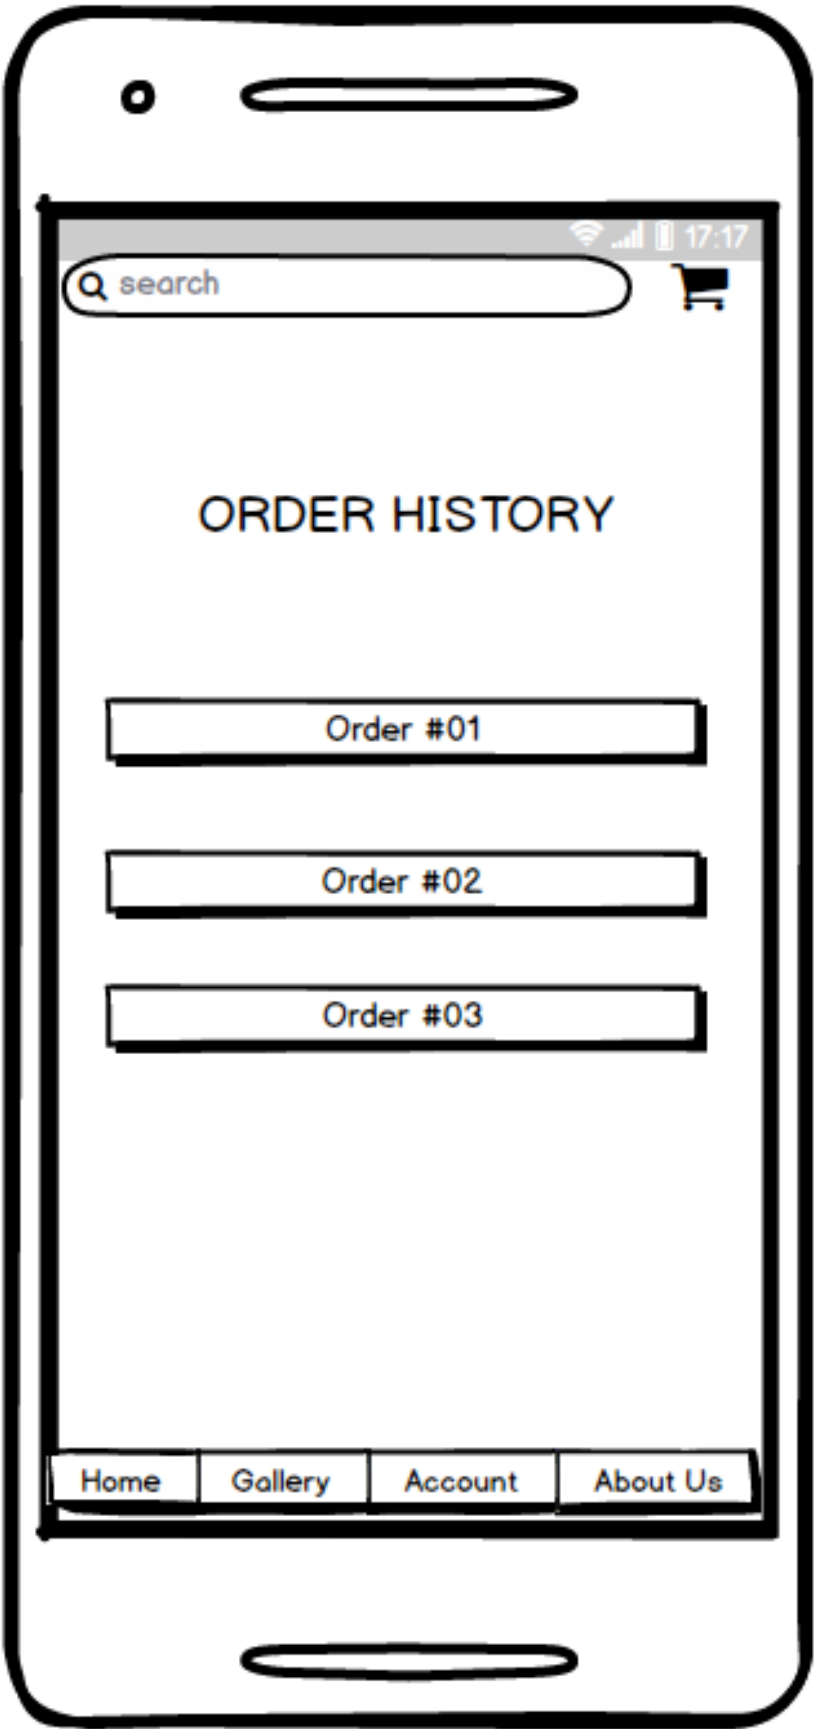 17:17
search
ORDER HISTORY
Order #01
Order #02
Order #03
Home Gallery Account About Us